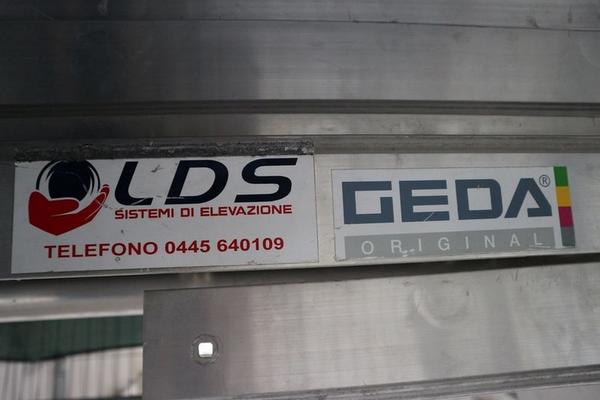 LDS
SISTEMI DI ELEVAZIONE
TELEFONO 0445 640109
GEDA®
ORIGINAL